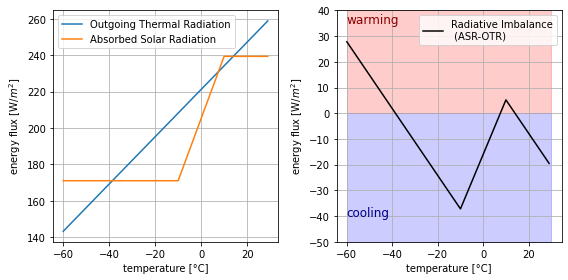 Outgoing Thermal Radiation
Absorbed Solar Radiation
energy flux [W/m²]
260
240
220
200
180
160
140
−60
−40
−20
0
20
temperature [°C]
warming
Radiative Imbalance
(ASR-OTR)
cooling
energy flux [W/m²]
40
30
20
10
0
−10
−20
−30
−40
−50
−60
−40
−20
0
20
temperature [°C]